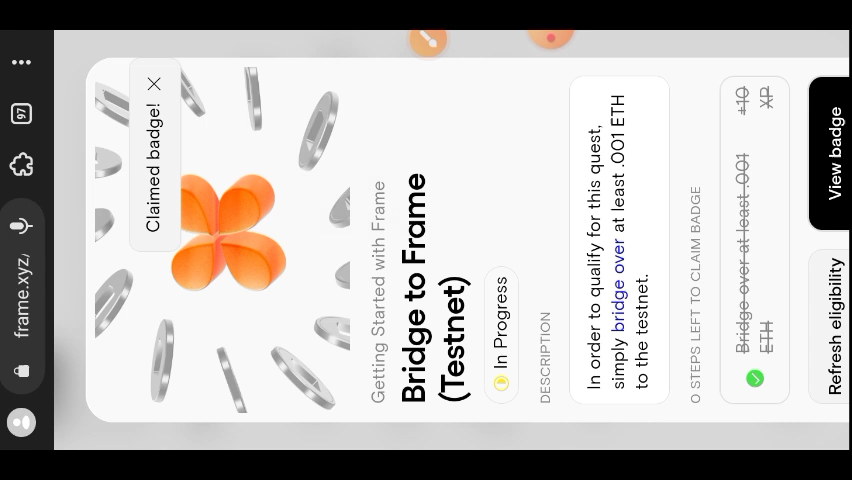 97
frame.xyz/
Claimed badge!
Getting Started with Frame
Bridge to Frame
(Testnet)
In Progress
DESCRIPTION
In order to qualify for this quest,
simply bridge over at least .001 ETH
to the testnet.
0 STEPS LEFT TO CLAIM BADGE
Bridge over at least .001 +10
ETH XP
Refresh eligibility View badge